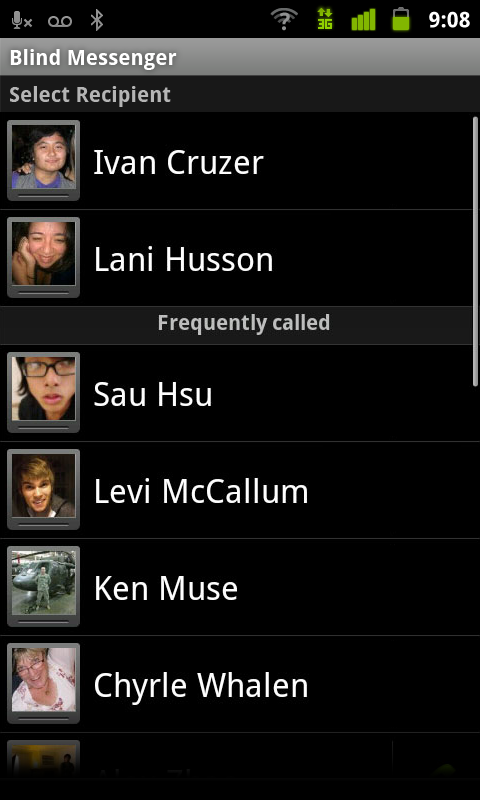 3G
9:08
Blind Messenger
Select Recipient
Ivan Cruzer
Lani Husson
Frequently called
Sau Hsu
Levi McCallum
Ken Muse
Chyrle Whalen